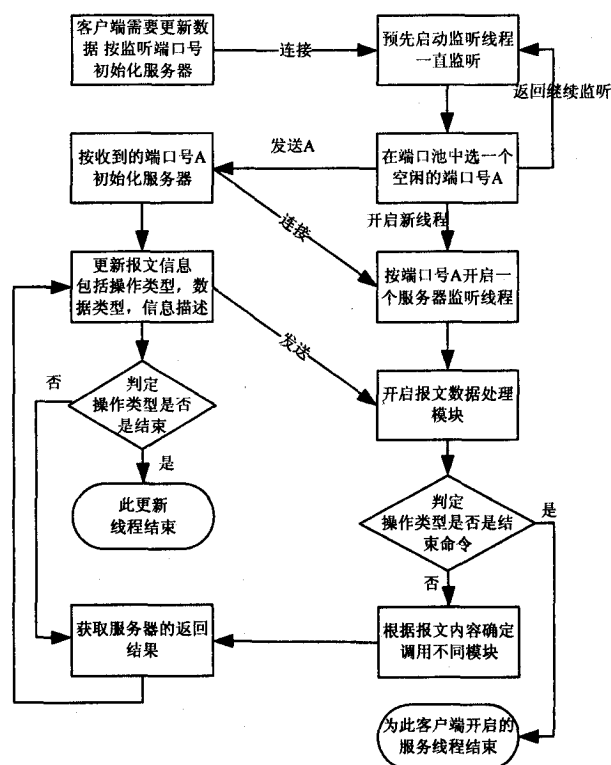 客户端需要更新数
据 按监听端口号
初始化服务器
连接
预先启动监听线程
一直监听
返回继续监听
发送A
按收到的端口号A
初始化服务器
在端口池中选一个
空闲的端口号A
开启新线程
连接
更新报文信息
包括操作类型，数
据类型，信息描述
按端口号A开启一
个服务器监听线程
发送
否
判定
操作类型是否
是结束
开启报文数据处理
模块
是
此更新
线程结束
判定
操作类型是否是结
束命令
是
否
获取服务器的返回
结果
根据报文内容确定
调用不同模块
为此客户端开启的
服务线程结束